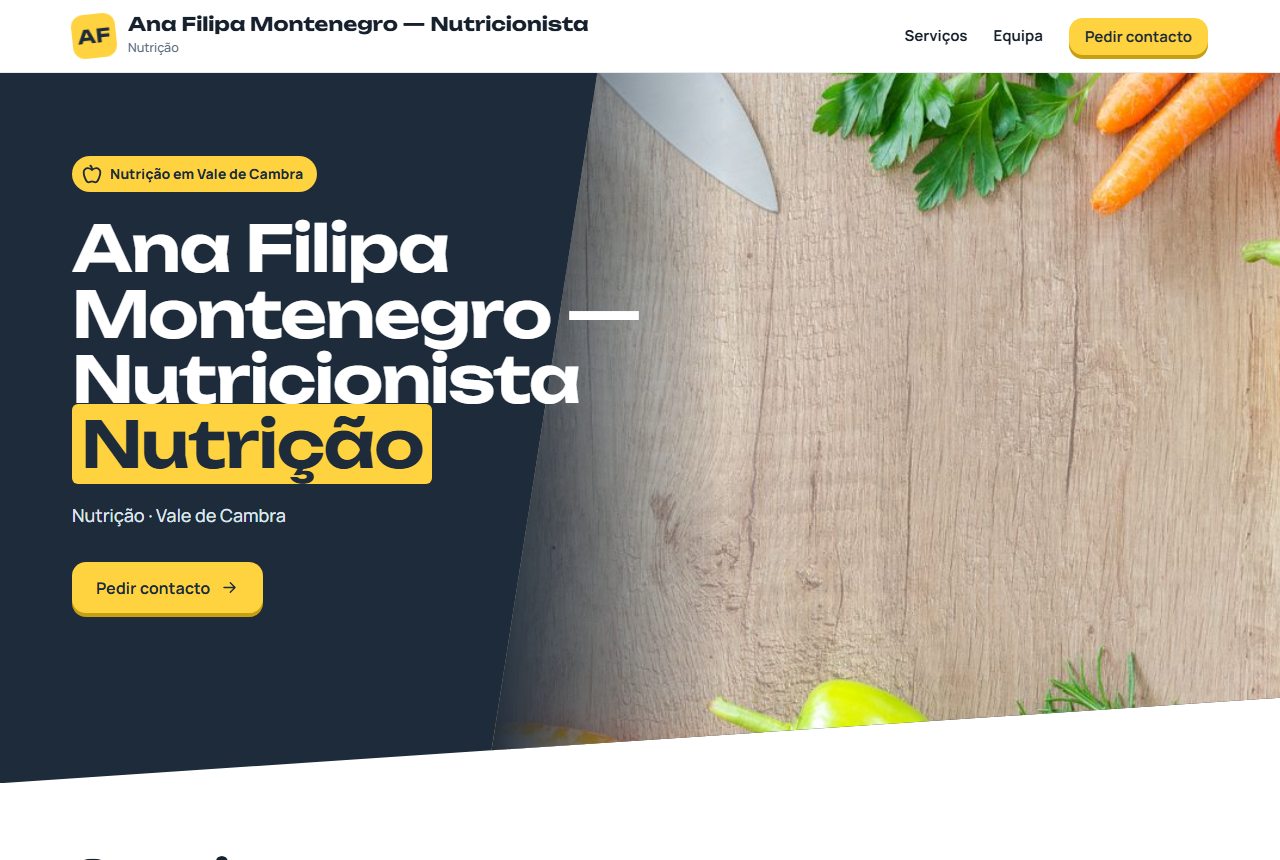 AF
Ana Filipa Montenegro — Nutricionista
Nutrição
Serviços
Equipa
Pedir contacto
Nutrição em Vale de Cambra
Ana Filipa
Montenegro —
Nutricionista
Nutrição
Nutrição · Vale de Cambra
Pedir contacto →